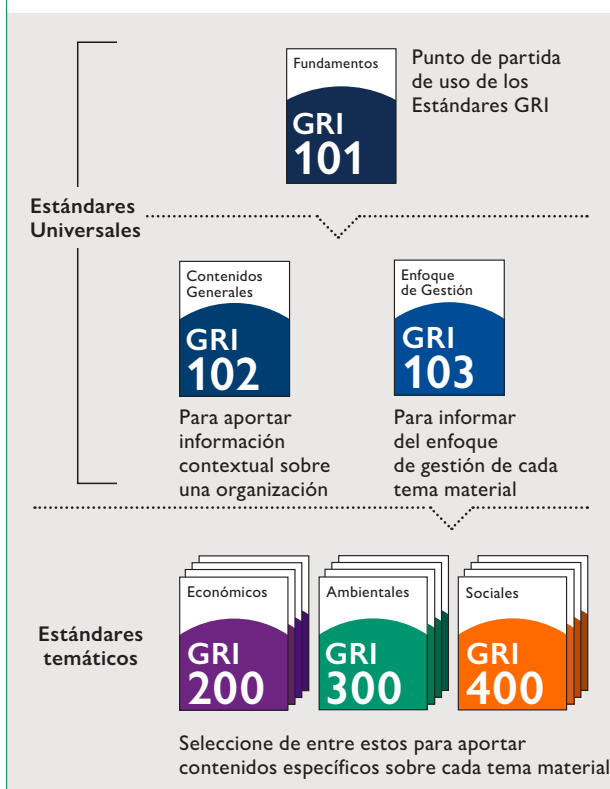 Fundamentos
GRI
101
Punto de partida
de uso de los
Estándares GRI
Estándares
Universales
Contenidos
Generales
GRI
102
Para aportar
información
contextual sobre
una organización
Enfoque
de Gestión
GRI
103
Para informar
del enfoque
de gestión de cada
tema material
Estándares
temáticos
Económicos
GRI
200
Ambientales
GRI
300
Sociales
GRI
400
Seleccione de entre estos para aportar
contenidos específicos sobre cada tema material